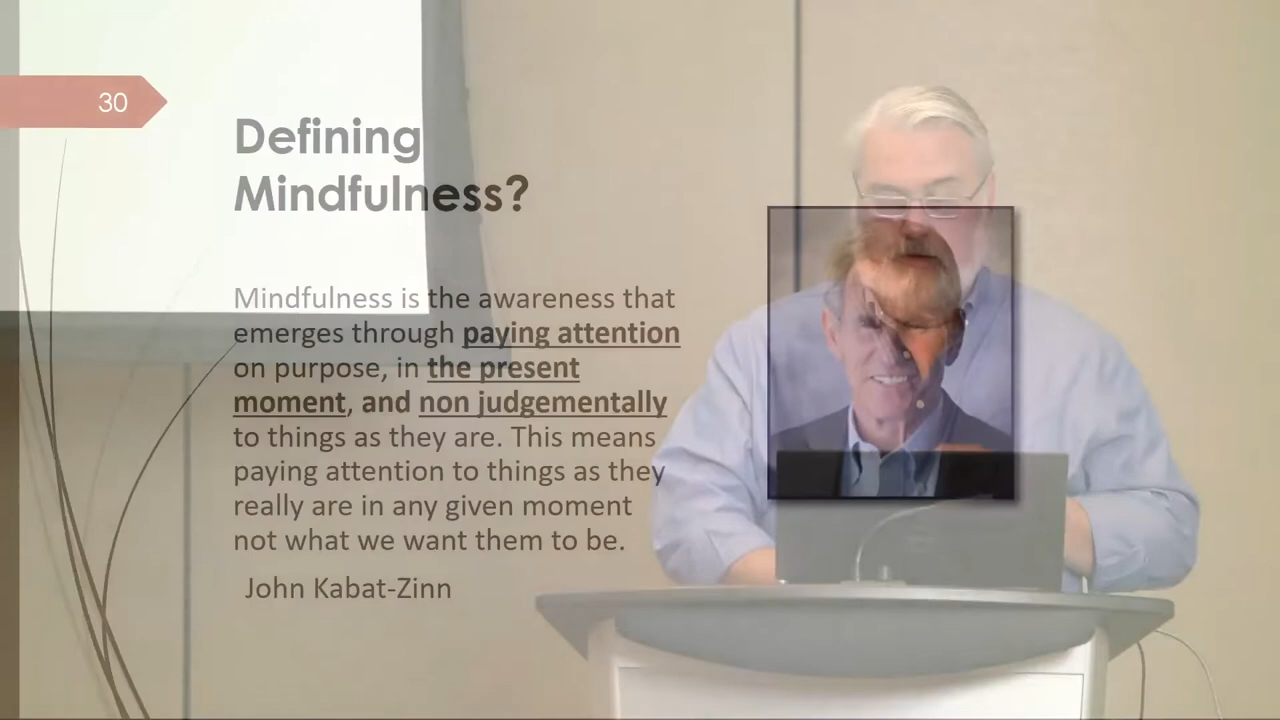 30
Defining
Mindfulness?
Mindfulness is the awareness that
emerges through paying attention
on purpose, in the present
moment, and non judgementally
to things as they are. This means
paying attention to things as they
really are in any given moment
not what we want them to be.
John Kabat-Zinn